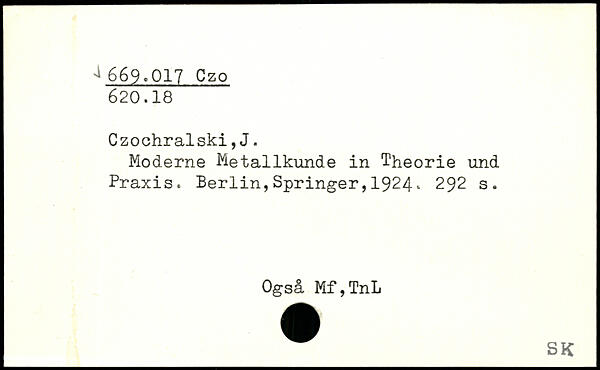 669.017 Czo
620.18
Czochralski,J.
Moderne Metallkunde in Theorie und
Praxis. Berlin,Springer,1924. 292 s.
Også Mf,TnL
SK